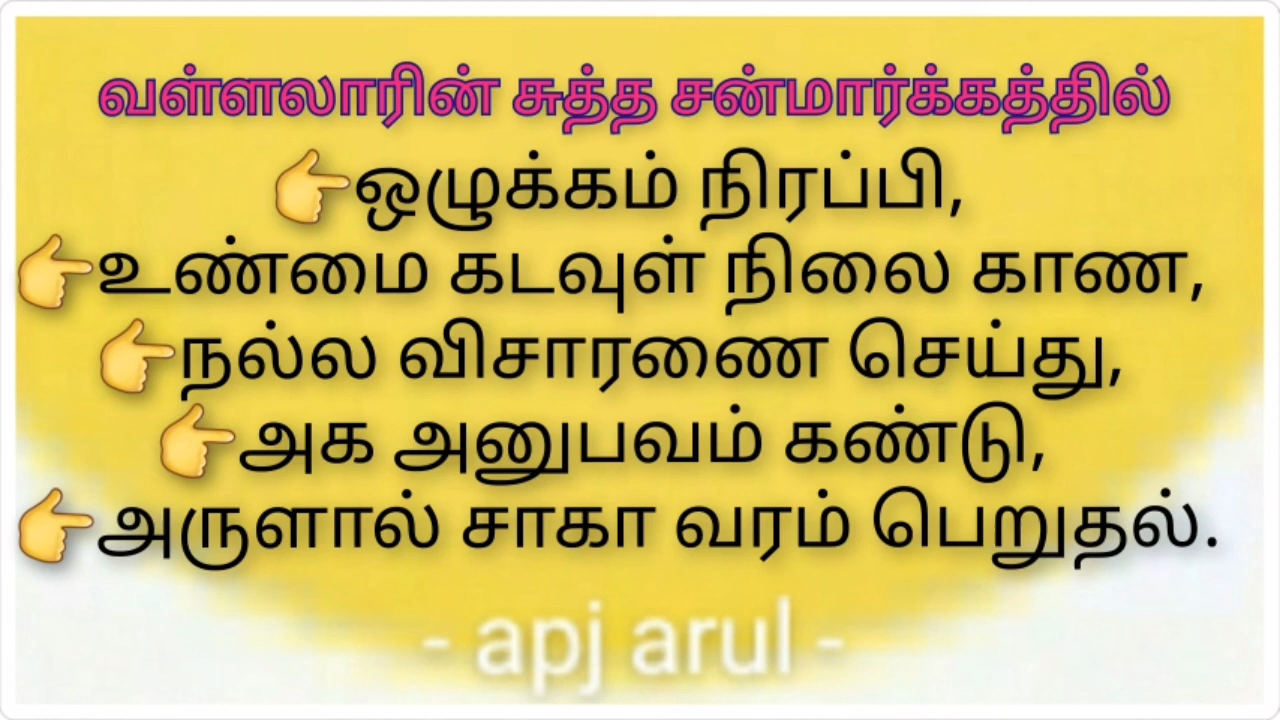 வள்ளலாரின் சுத்த சன்மார்க்கத்தில்
👉ஒழுக்கம் நிரப்பி,
👉உண்மை கடவுள் நிலை காண,
👉நல்ல விசாரணை செய்து,
👉அக அனுபவம் கண்டு,
👉அருளால் சாகா வரம் பெறுதல்.
- apj arul -